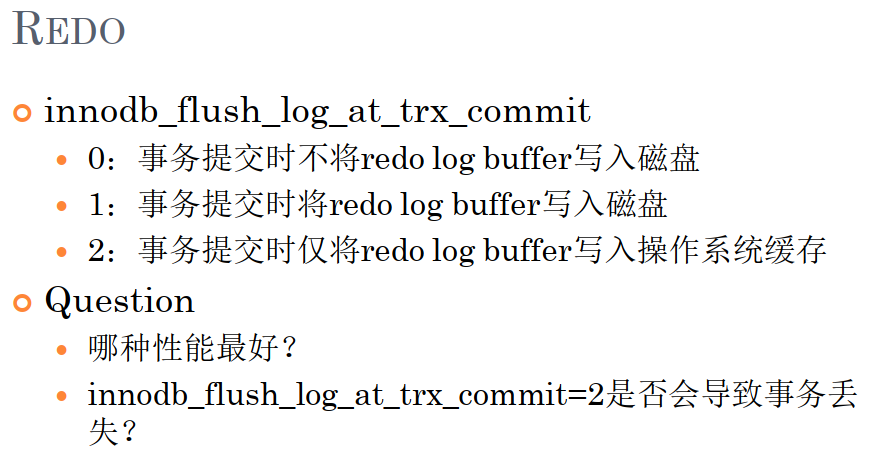 REDO
innodb_flush_log_at_trx_commit
0：事务提交时不将redo log buffer写入磁盘
1：事务提交时将redo log buffer写入磁盘
2：事务提交时仅将redo log buffer写入操作系统缓存
Question
哪种性能最好？
innodb_flush_log_at_trx_commit=2是否会导致事务丢
失？